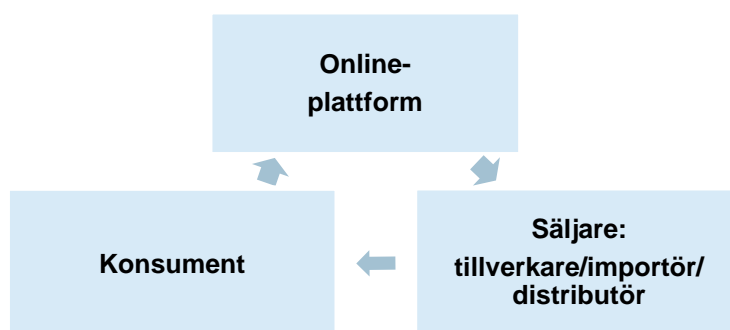 Online-
plattform
Konsument
Säljare:
tillverkare/importör/
distributör